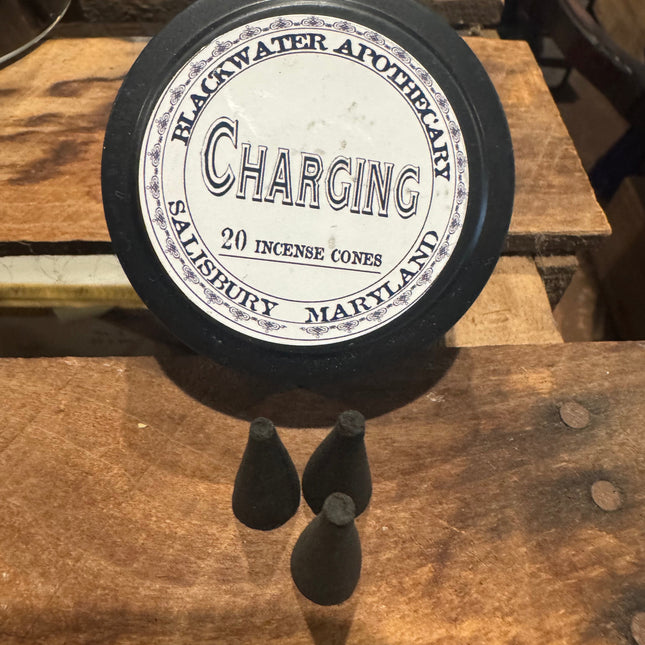 BLACKWATER APOTHECARY
CHARGING
20 INCENSE CONES
SALISBURY MARYLAND